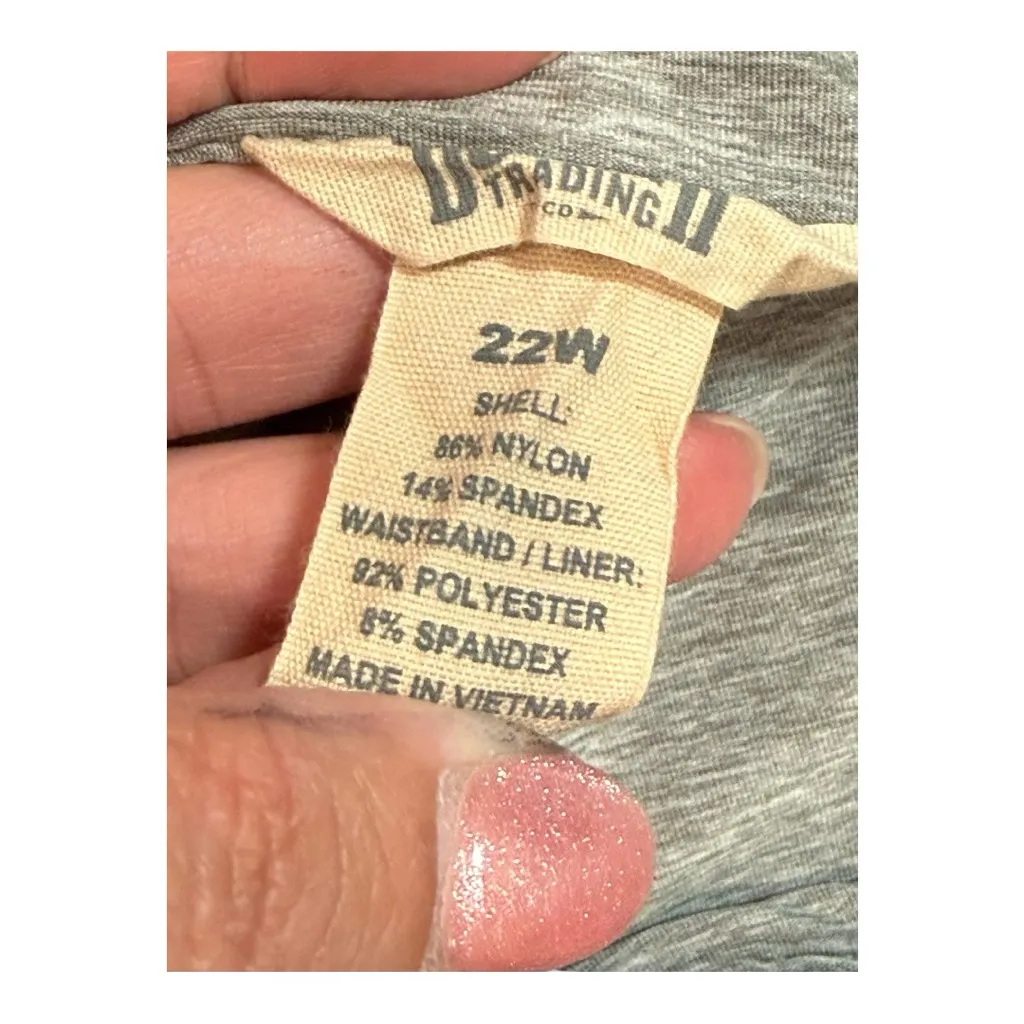 TRADING
CO
22W
SHELL:
86% NYLON
14% SPANDEX
WAISTBAND / LINER:
92% POLYESTER
8% SPANDEX
MADE IN VIETNAM